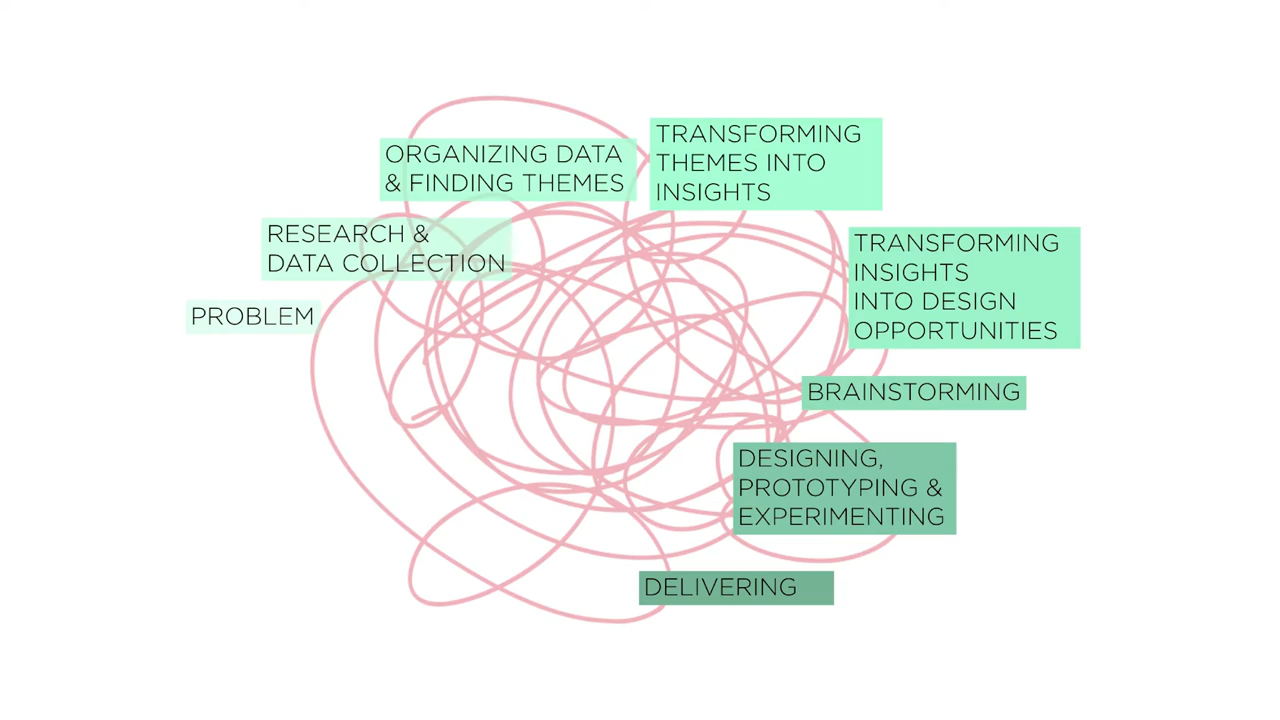 PROBLEM
RESEARCH &
DATA COLLECTION
ORGANIZING DATA
& FINDING THEMES
TRANSFORMING
THEMES INTO
INSIGHTS
TRANSFORMING
INSIGHTS
INTO DESIGN
OPPORTUNITIES
BRAINSTORMING
DESIGNING,
PROTOTYPING &
EXPERIMENTING
DELIVERING